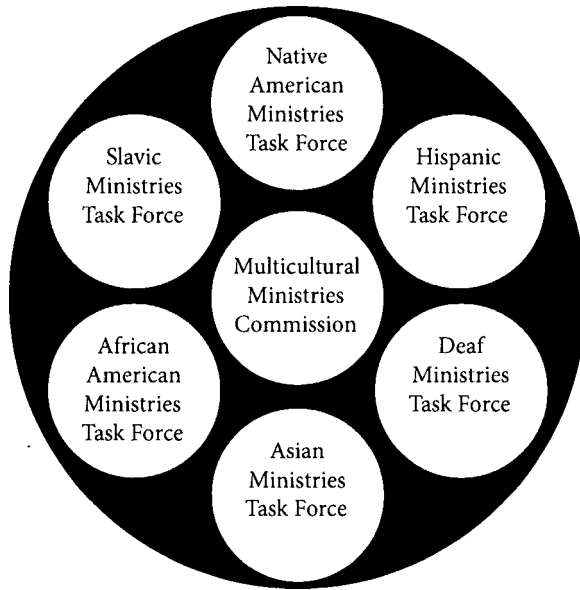 Native
American
Ministries
Task Force
Slavic
Ministries
Task Force
Hispanic
Ministries
Task Force
Multicultural
Ministries
Commission
African
American
Ministries
Task Force
Deaf
Ministries
Task Force
Asian
Ministries
Task Force